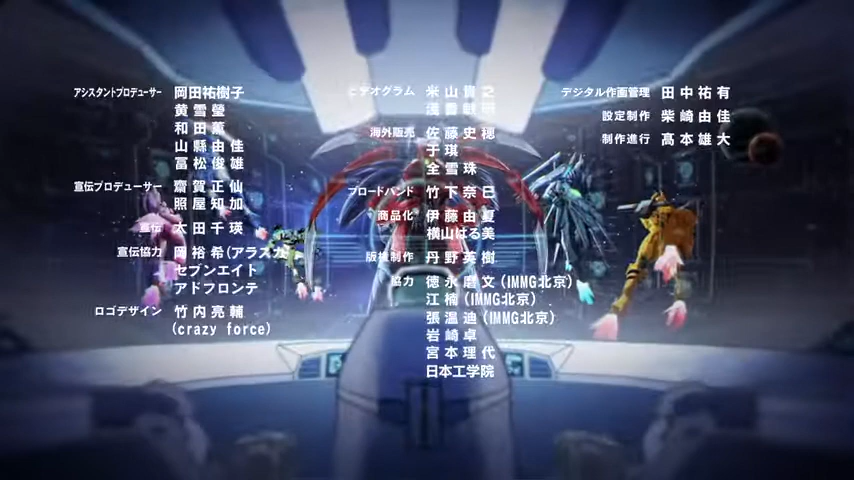 アシスタントプロデューサー 岡田祐樹子
黄雪瑩
和田薫
山縣由佳
冨松俊雄
宣伝プロデューサー 齋賀正仙
照屋知加
宣伝 太田千瑛
宣伝協力 岡裕希(アラスカ)
セブンエイト
アドフロンテ
ロゴデザイン 竹内亮輔
(crazy force)
ビデオグラム 米山貴之
海外販売 佐藤史穂
于琪
全雪珠
ブロードバンド 竹下奈巳
商品化 伊藤由夏
横山はる美
版権制作 丹野英樹
協力 徳永磨文(IMMG北京)
江楠(IMMG北京)
張温迪(IMMG北京)
岩崎卓
宮本理代
日本工学院
デジタル作画管理 田中祐有
設定制作 柴崎由佳
制作進行 髙本雄大